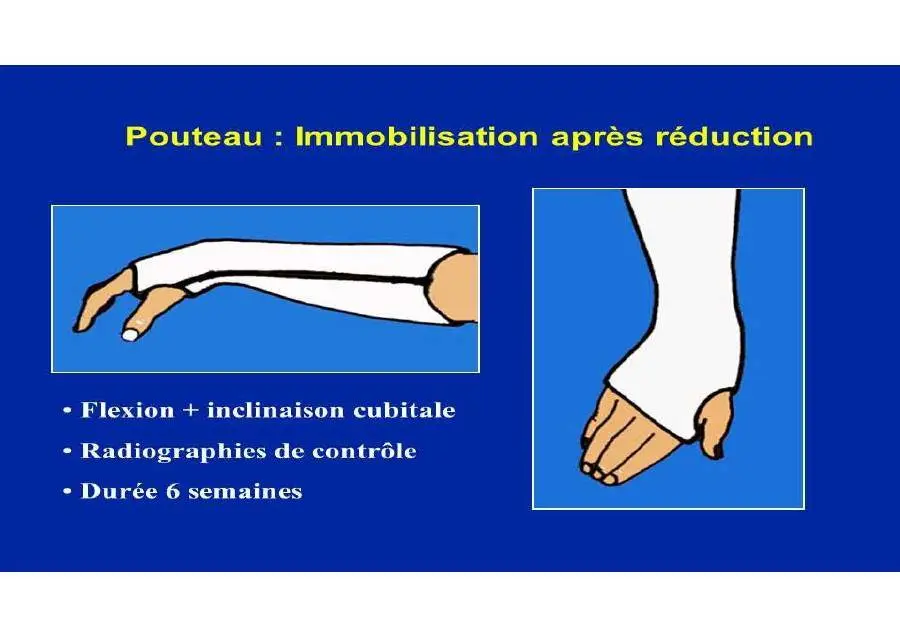 Pouteau : Immobilisation après réduction
• Flexion + inclinaison cubitale
• Radiographies de contrôle
• Durée 6 semaines